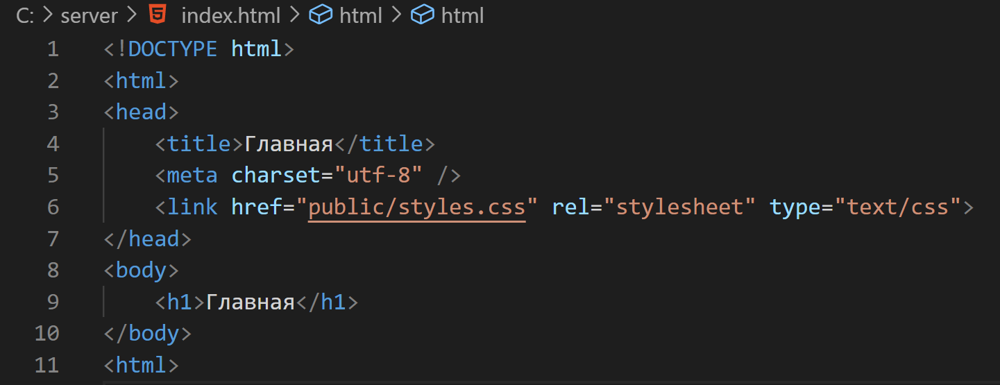 C: > server > index.html > html > html
1 <!DOCTYPE html>
2 <html>
3 <head>
4     <title>Главная</title>
5     <meta charset="utf-8" />
6     <link href="public/styles.css" rel="stylesheet" type="text/css">
7 </head>
8 <body>
9     <h1>Главная</h1>
10 </body>
11 <html>